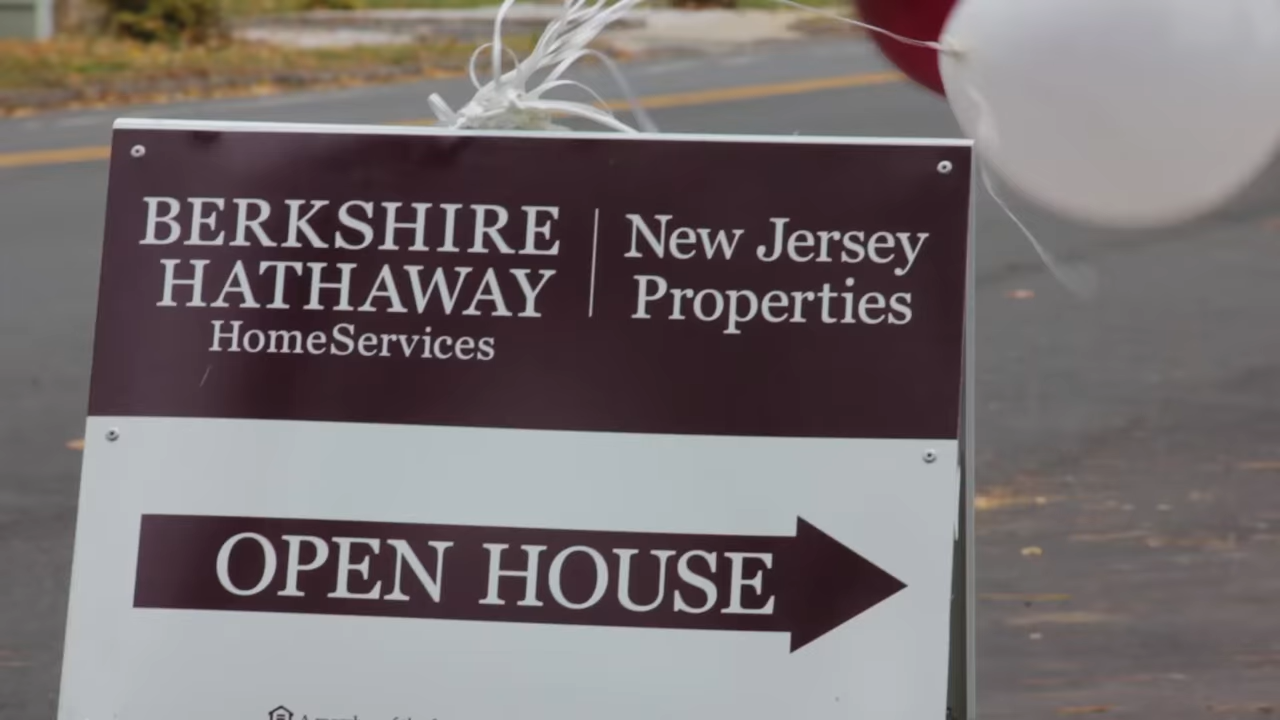 BERKSHIRE
HATHAWAY
HomeServices
New Jersey
Properties
OPEN HOUSE